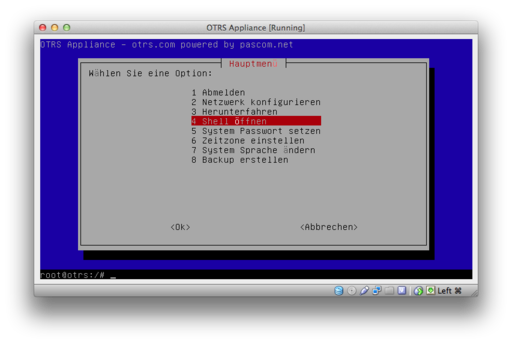 OTRS Appliance [Running]
OTRS Appliance - otrs.com powered by pascom.net
Hauptmenü
Wählen Sie eine Option:
1 Abmelden
2 Netzwerk konfigurieren
3 Herunterfahren
4 Shell öffnen
5 System Passwort setzen
6 Zeitzone einstellen
7 System Sprache ändern
8 Backup erstellen
<Ok> <Abbrechen>
root@otrs:/# _
Left ⌘